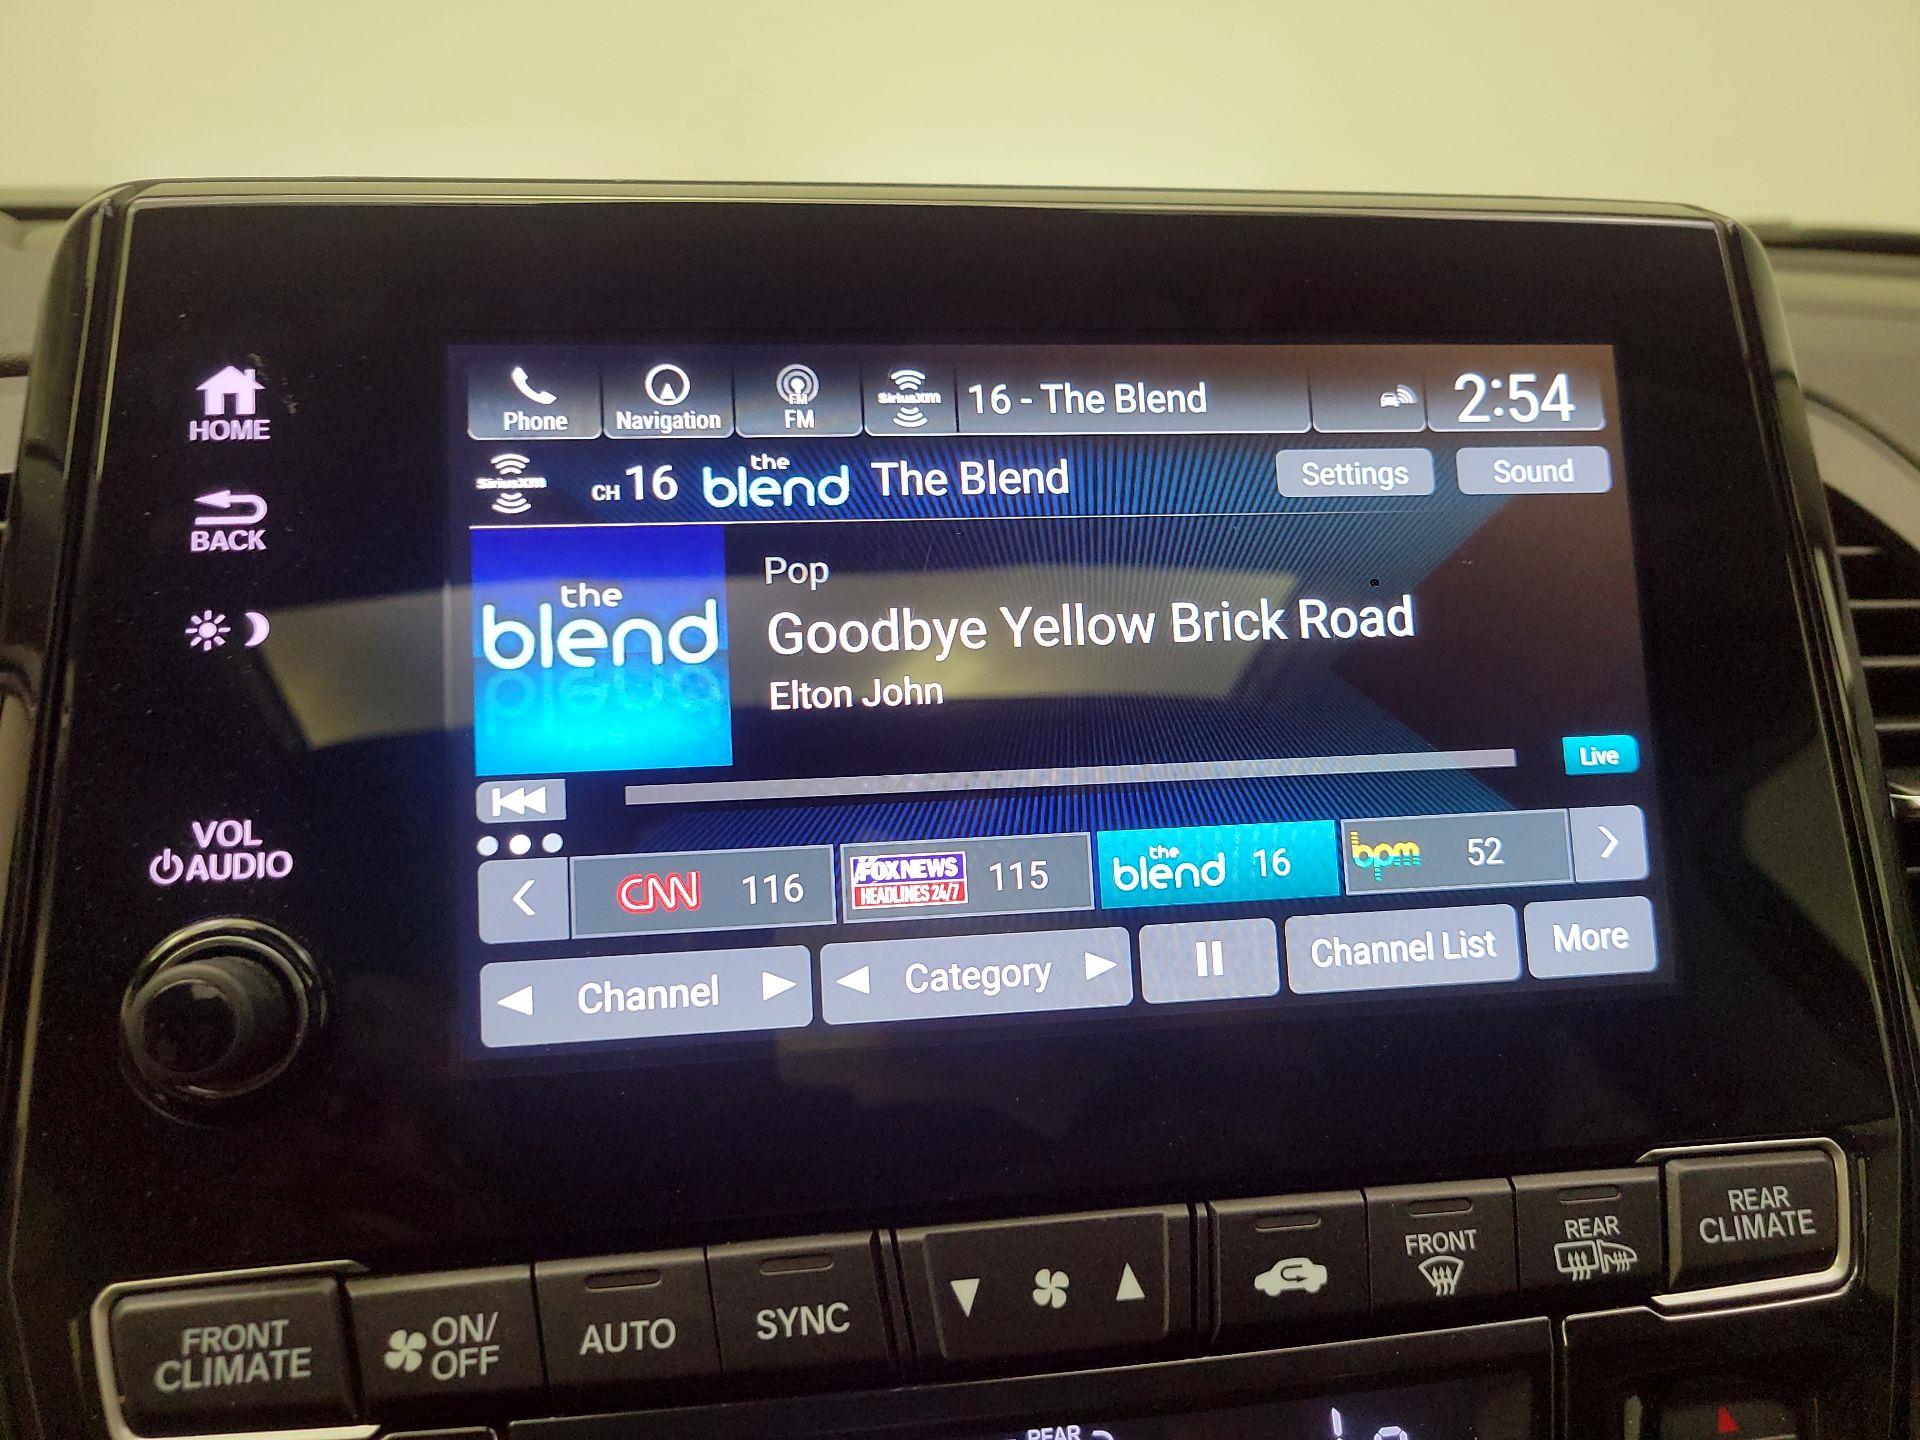 HOME
BACK
VOL
AUDIO
Phone
Navigation
FM
FM
SiriusXM
16 - The Blend
2:54
SiriusXM
CH 16
the
blend
The Blend
Settings
Sound
the
blend
Pop
Goodbye Yellow Brick Road
Elton John
Live
CNN 116
FOX NEWS
HEADLINES 24/7
115
the
blend 16
bpm 52
Channel
Category
Channel List
More
FRONT
CLIMATE
ON/
OFF
AUTO
SYNC
FRONT
REAR
REAR
CLIMATE
REAR